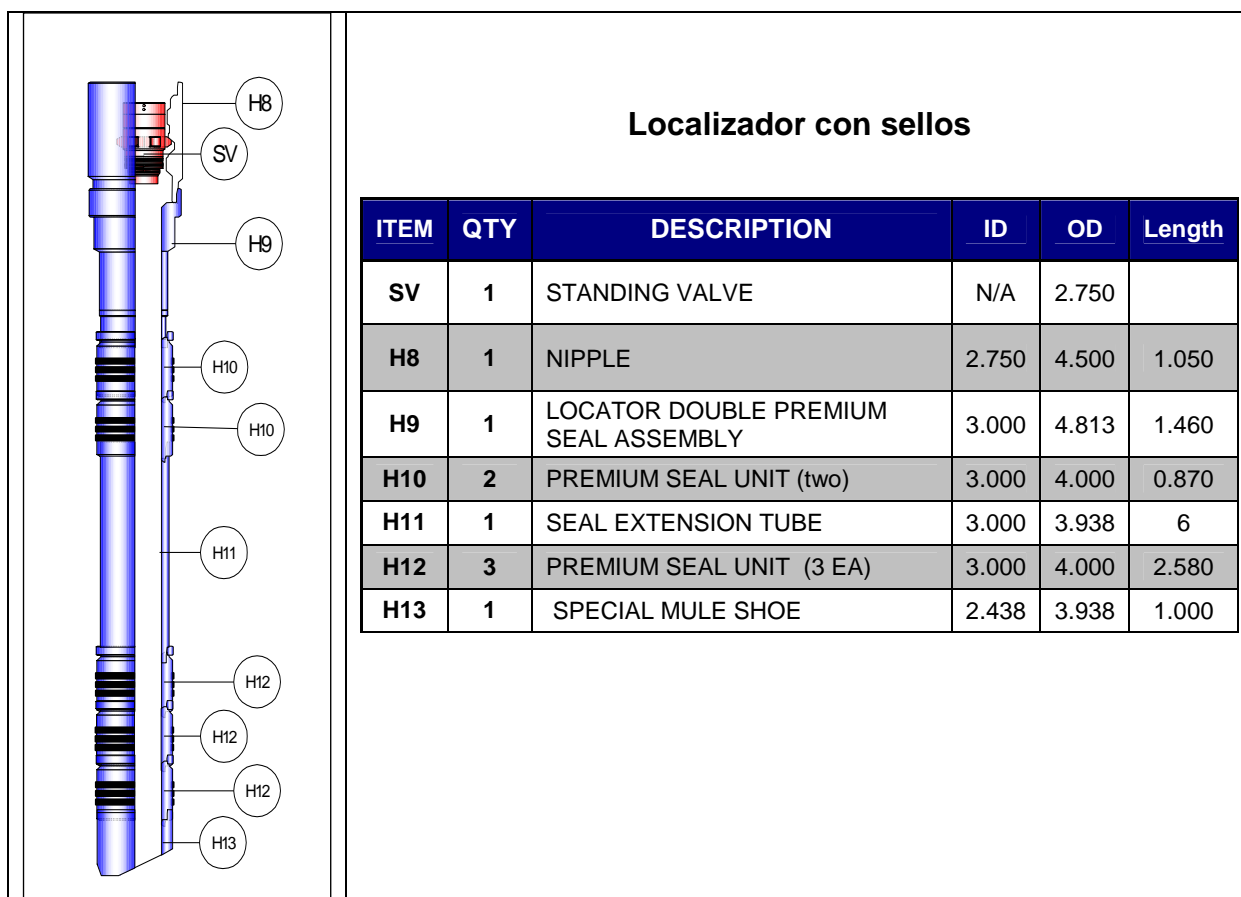 H8
SV
H9
H10
H10
H11
H12
H12
H12
H13
Localizador con sellos
ITEM QTY DESCRIPTION ID OD Length
SV 1 STANDING VALVE N/A 2.750
H8 1 NIPPLE 2.750 4.500 1.050
H9 1 LOCATOR DOUBLE PREMIUM
SEAL ASSEMBLY 3.000 4.813 1.460
H10 2 PREMIUM SEAL UNIT (two) 3.000 4.000 0.870
H11 1 SEAL EXTENSION TUBE 3.000 3.938 6
H12 3 PREMIUM SEAL UNIT (3 EA) 3.000 4.000 2.580
H13 1 SPECIAL MULE SHOE 2.438 3.938 1.000